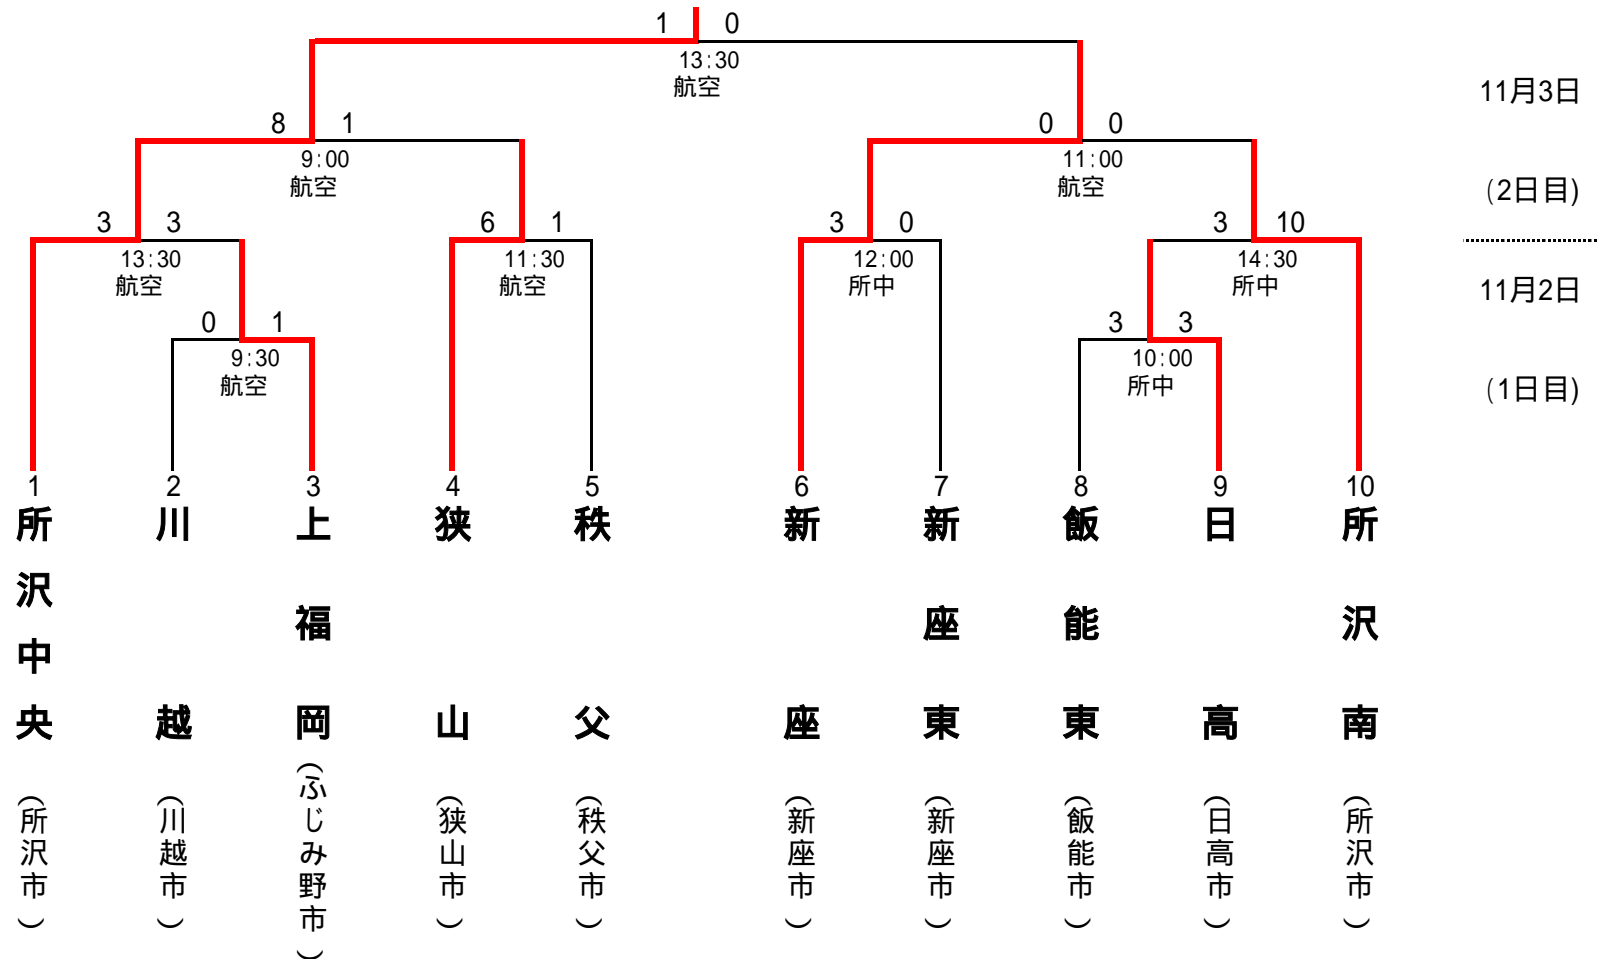 1 0
13:30
航空
11月3日
8 1
9:00
航空
0 0
11:00
航空
(2日目)
3 3
13:30
航空
6 1
11:30
航空
3 0
12:00
所中
3 10
14:30
所中
11月2日
0 1
9:30
航空
3 3
10:00
所中
(1日目)
1
所沢中央
(所沢市)
2
川越
(川越市)
3
上福岡
(ふじみ野市)
4
狭山
(狭山市)
5
秩父
(秩父市)
6
新座
(新座市)
7
新座東
(新座市)
8
飯能東
(飯能市)
9
日高
(日高市)
10
所沢南
(所沢市)